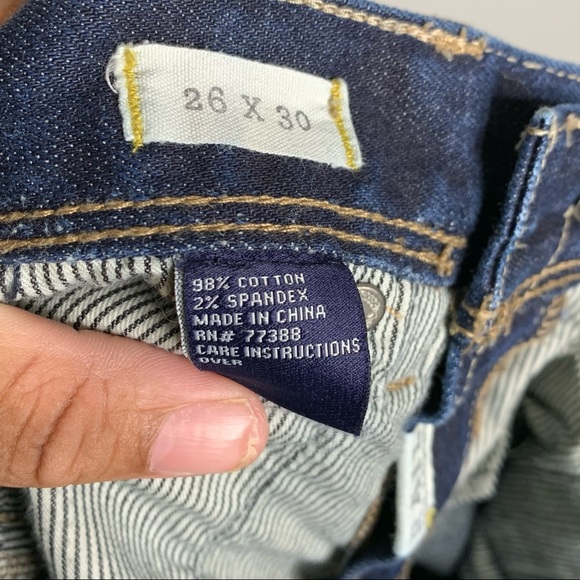 26 X 30
98% COTTON
2% SPANDEX
MADE IN CHINA
RN# 77388
CARE INSTRUCTIONS
OVER